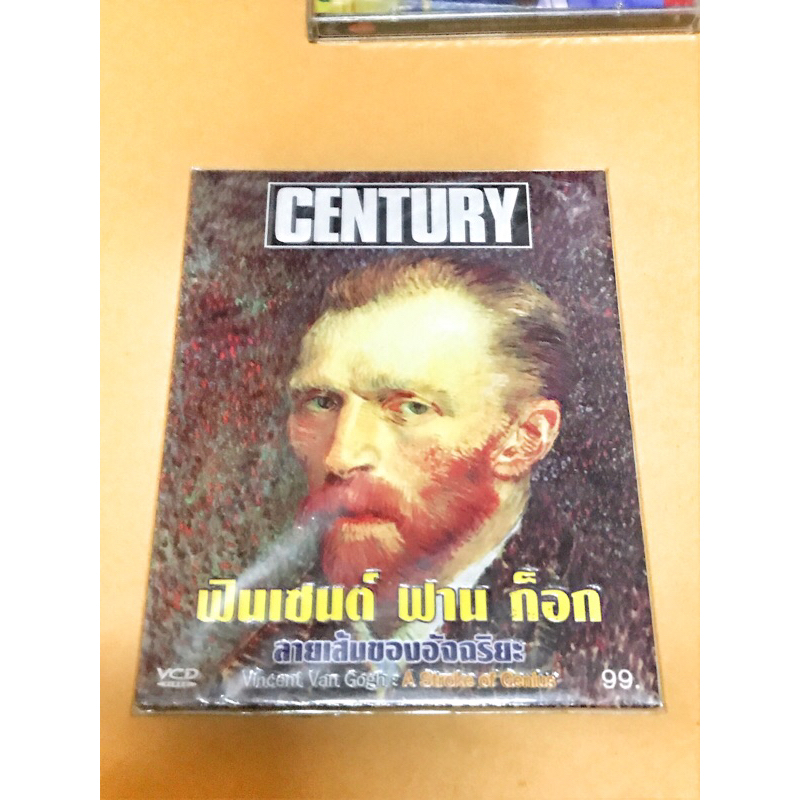 CENTURY
ฟินเซนต์ ฟาน ก็อก
ลายเส้นของอัจฉริยะ
Vincent Van Gogh : A Stroke of Genius
VCD
VIDEO
99.